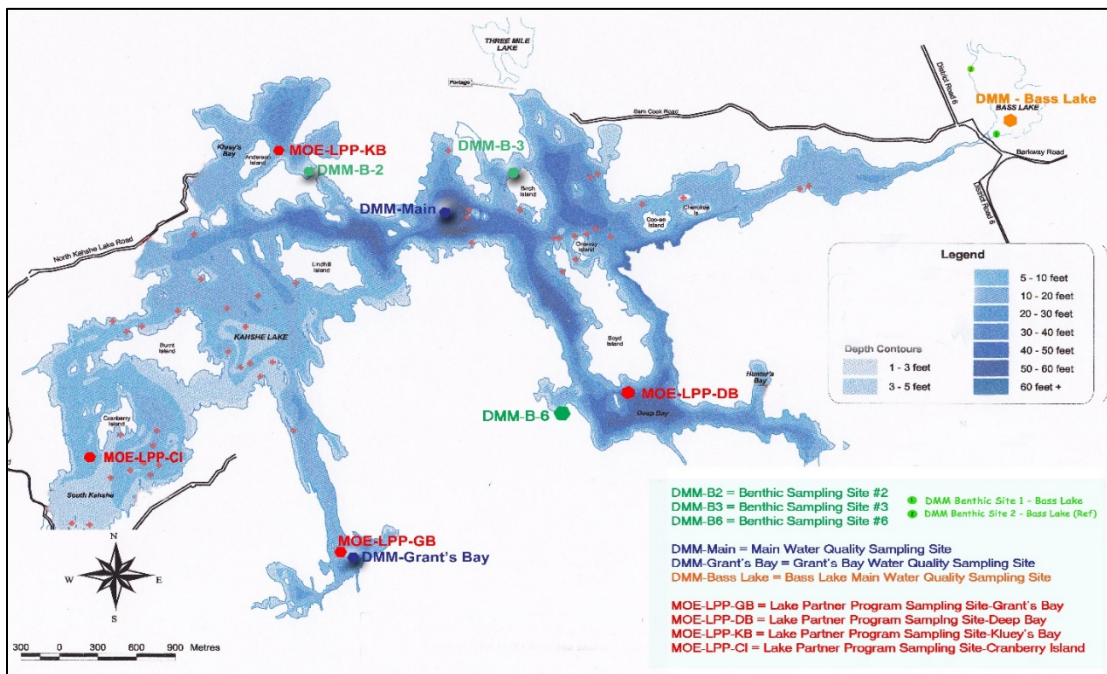 THREE MILE
LAKE
Portage
District Road 6
DMM - Bass Lake
BASS LAKE
Barkway Road
District Road 6
Kluey's
Bay
Anderson
Island
MOE-LPP-KB
DMM-B-2
DMM-B-3
Birch
Island
DMM-Main
Cherokee
Is.
Island
Island
North Kahshe Lake Road
Lindhill
Island
KAHSHE LAKE
Burnt
Island
Boyd
Island
Hunter's
Bay
MOE-LPP-DB
Deep Bay
DMM-B-6
Cranberry
Island
MOE-LPP-CI
South Kahshe
MOE-LPP-GB
DMM-Grant's Bay
Legend
5 - 10 feet
10 - 20 feet
20 - 30 feet
30 - 40 feet
40 - 50 feet
50 - 60 feet
60 feet +
Depth Contours
1 - 3 feet
3 - 5 feet
DMM-B2 = Benthic Sampling Site #2
DMM-B3 = Benthic Sampling Site #3
DMM-B6 = Benthic Sampling Site #6
1 DMM Benthic Site 1 - Bass Lake
2 DMM Benthic Site 2 - Bass Lake (Ref)
DMM-Main = Main Water Quality Sampling Site
DMM-Grant's Bay = Grant's Bay Water Quality Sampling Site
DMM-Bass Lake = Bass Lake Main Water Quality Sampling Site
MOE-LPP-GB = Lake Partner Program Sampling Site-Grant's Bay
MOE-LPP-DB = Lake Partner Program Samplng Site-Deep Bay
MOE-LPP-KB = Lake Partner Program Sampling Site-Kluey's Bay
MOE-LPP-CI = Lake Partner Program Sampling Site-Cranberry Island
N
W E
S
300 0 300 600 900 Metres